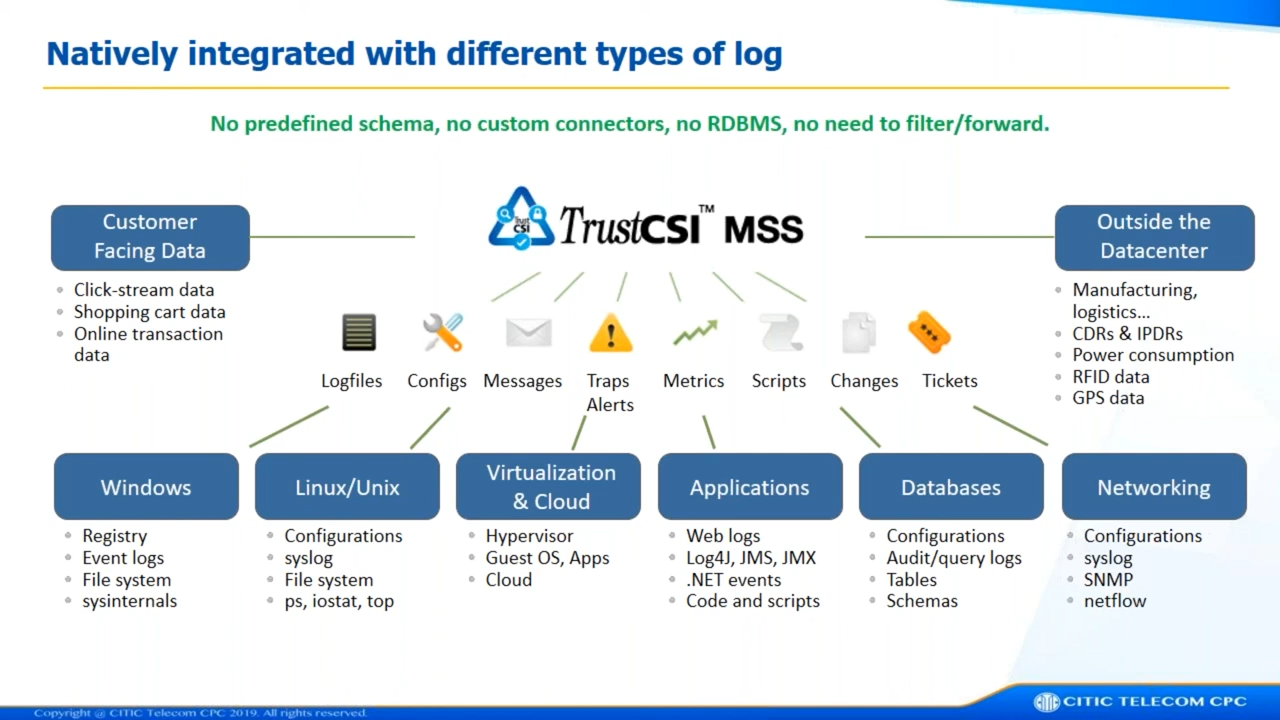 Natively integrated with different types of log
No predefined schema, no custom connectors, no RDBMS, no need to filter/forward.
Customer
Facing Data
Click-stream data
Shopping cart data
Online transaction
data
Trust
CSI
TrustCSI™ MSS
Outside the
Datacenter
Manufacturing,
logistics...
CDRs & IPDRs
Power consumption
RFID data
GPS data
Logfiles
Configs
Messages
Traps
Alerts
Metrics
Scripts
Changes
Tickets
Windows
Registry
Event logs
File system
sysinternals
Linux/Unix
Configurations
syslog
File system
ps, iostat, top
Virtualization
& Cloud
Hypervisor
Guest OS, Apps
Cloud
Applications
Web logs
Log4J, JMS, JMX
.NET events
Code and scripts
Databases
Configurations
Audit/query logs
Tables
Schemas
Networking
Configurations
syslog
SNMP
netflow
Copyright @ CITIC Telecom CPC 2019. All rights reserved.
CITIC TELECOM CPC